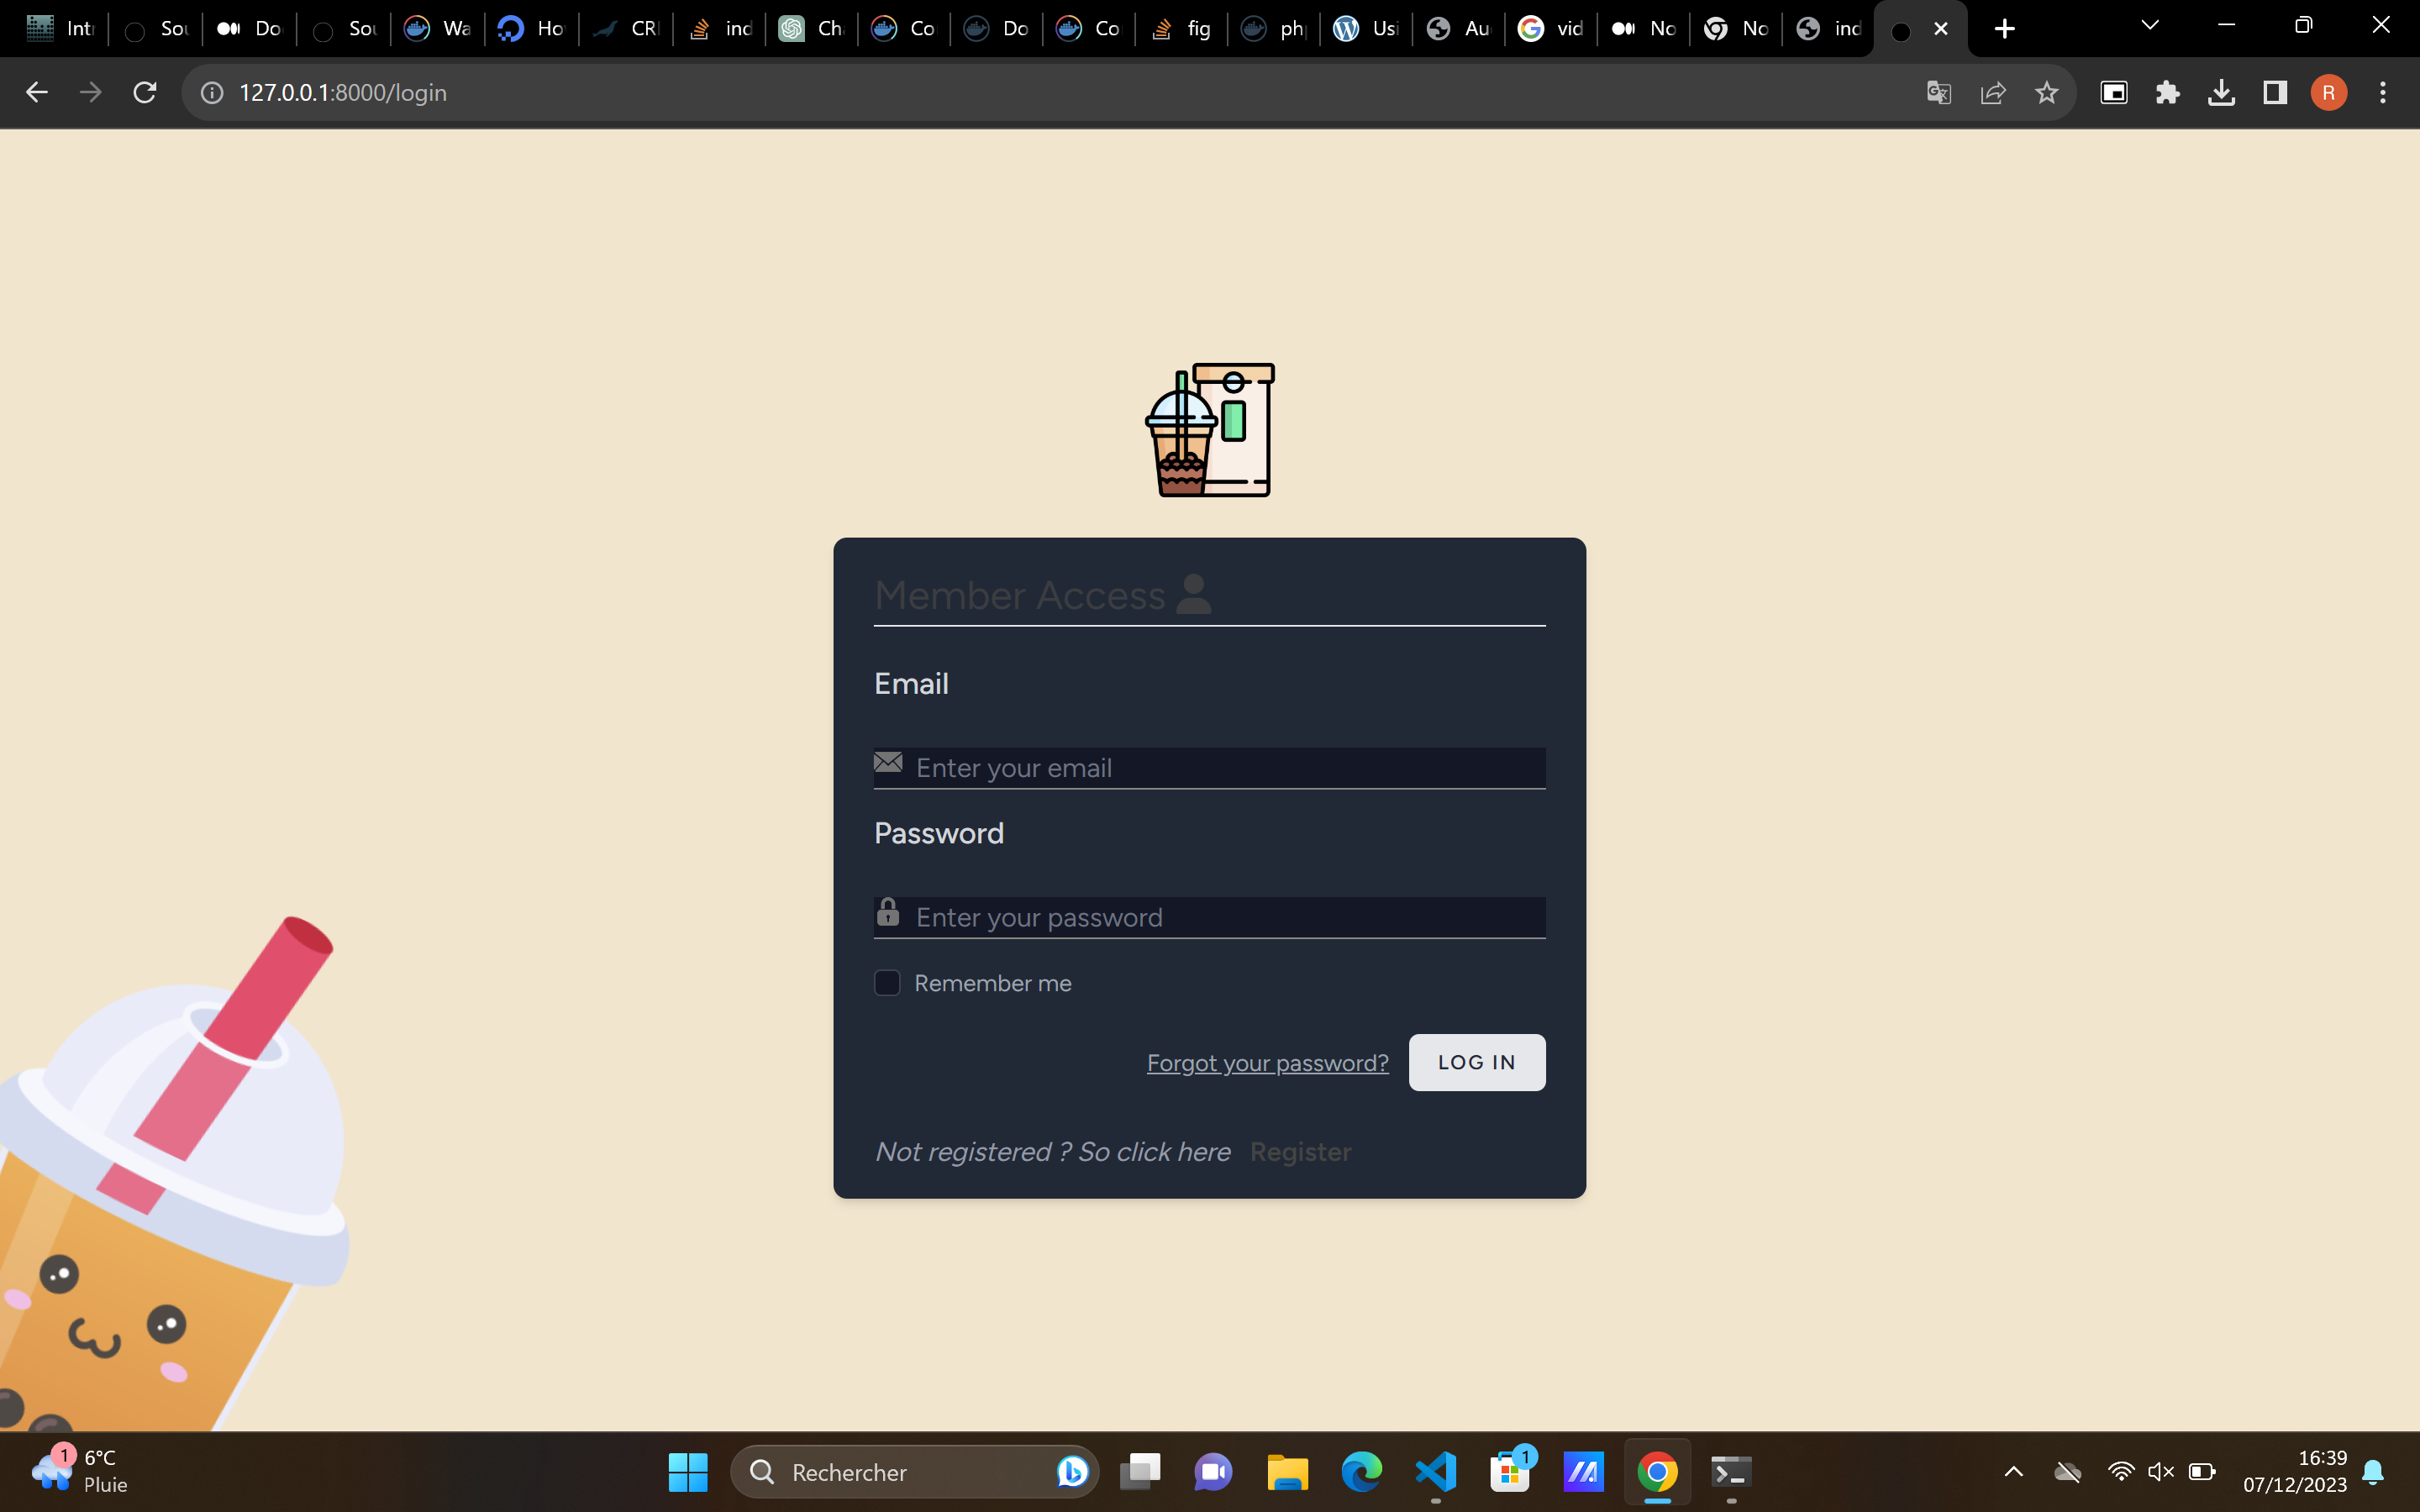 Int Sou Do Sou Wa Ho CRI ind Ch Co Do Co fig ph Usi Au vid No No ind
127.0.0.1:8000/login
R
Member Access
Email
Enter your email
Password
Enter your password
Remember me
Forgot your password? LOG IN
Not registered ? So click here Register
1 6°C
Pluie
Rechercher
1
16:39
07/12/2023